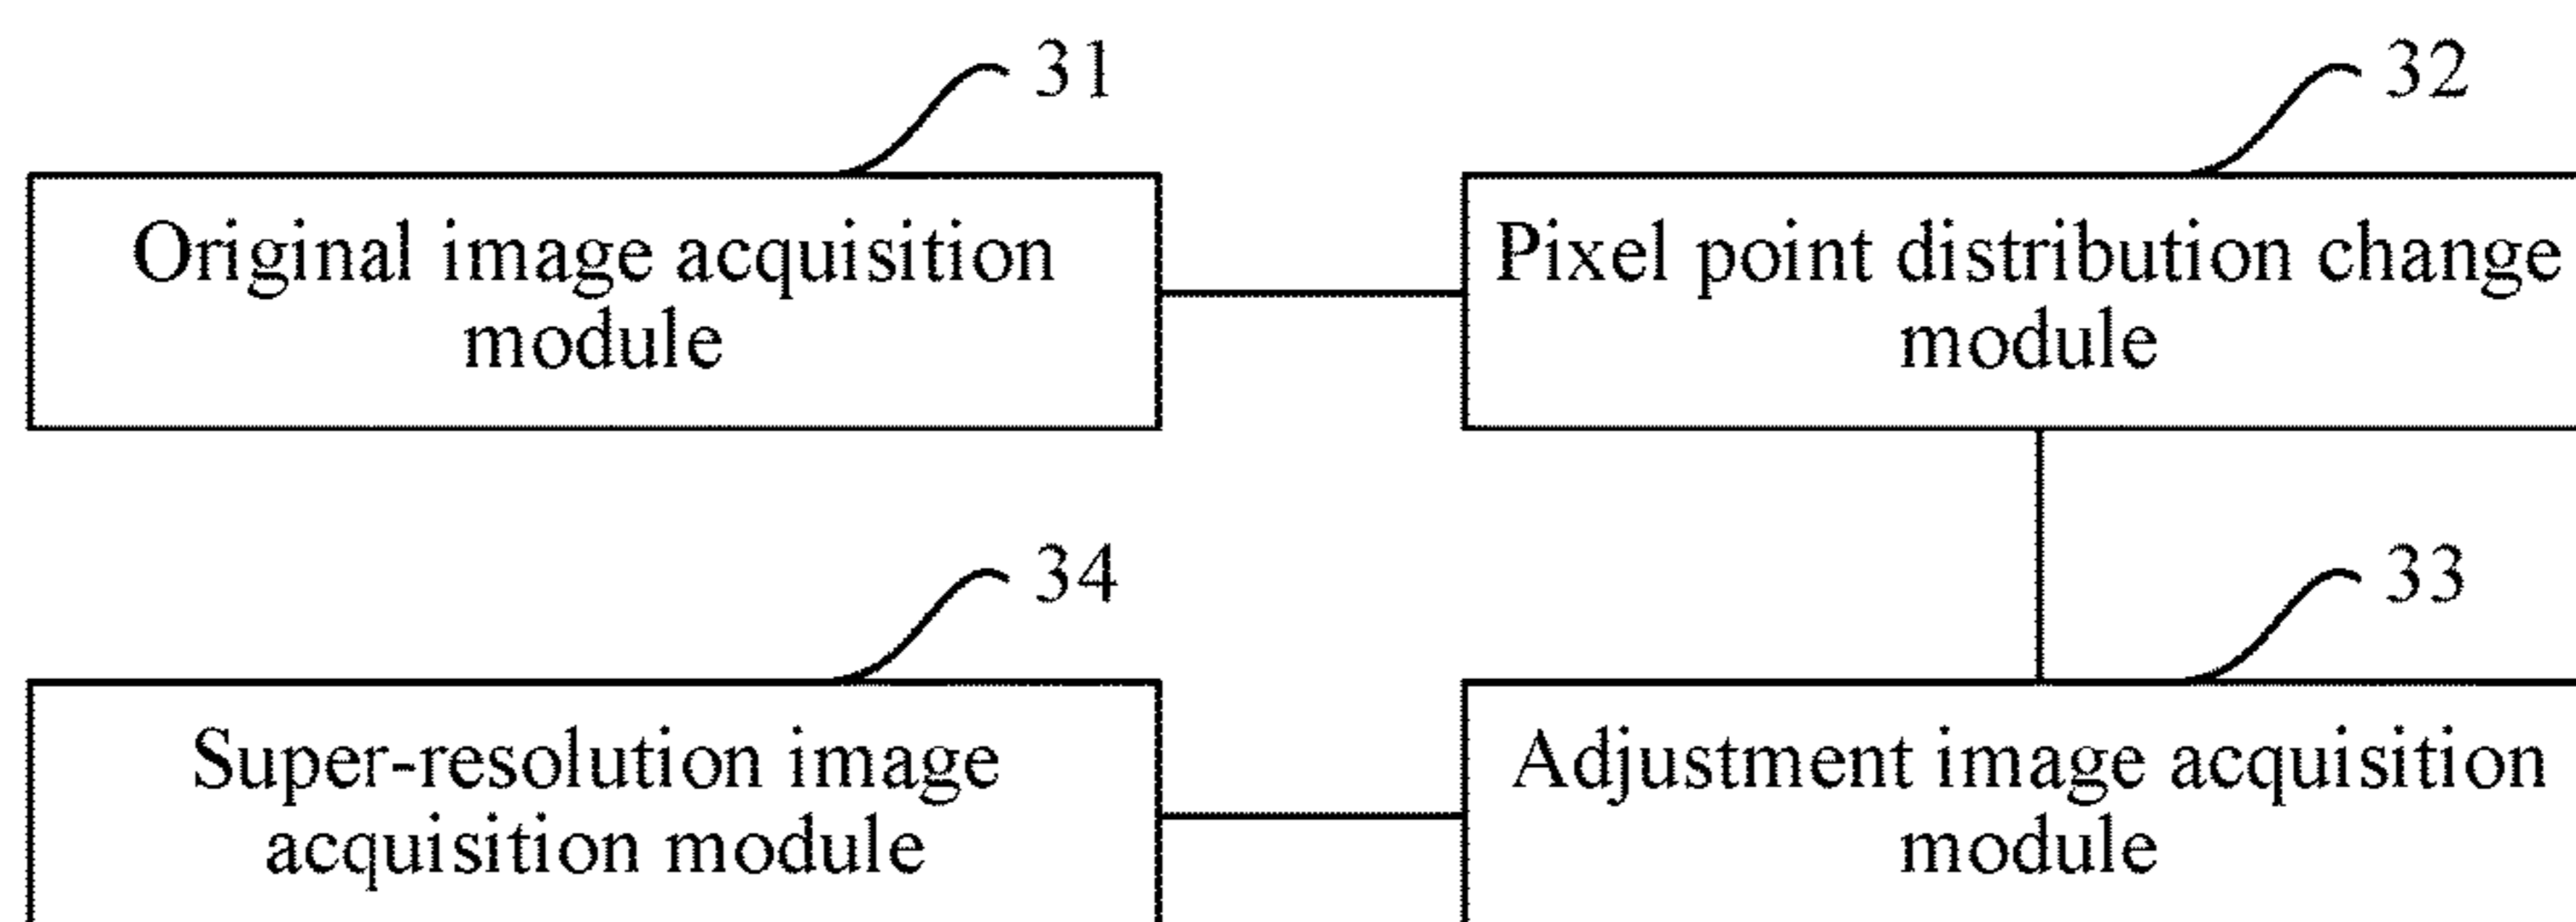 31
32
Original image acquisition
module
Pixel point distribution change
module
34
33
Super-resolution image
acquisition module
Adjustment image acquisition
module